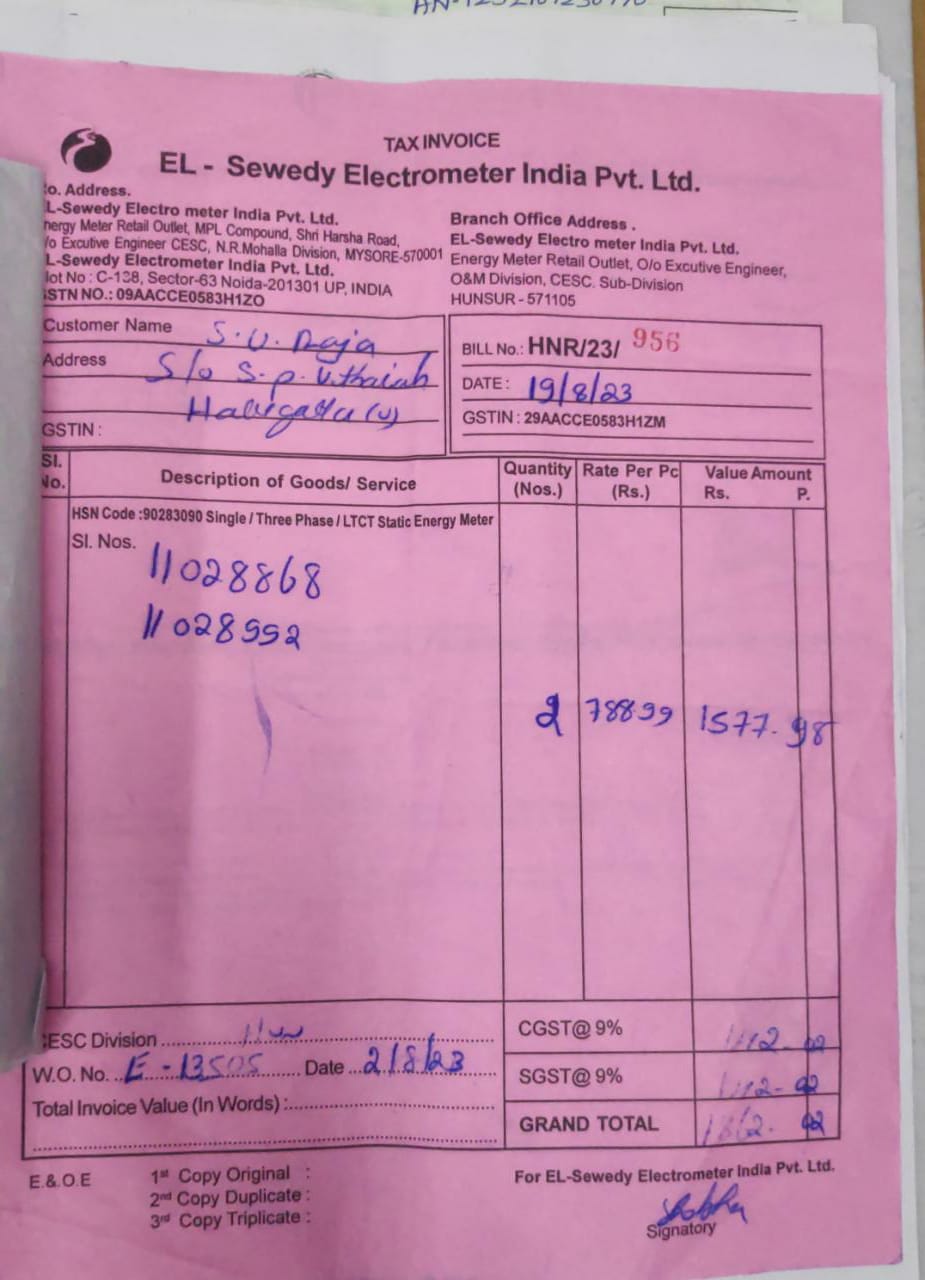 TAX INVOICE
EL - Sewedy Electrometer India Pvt. Ltd.
o. Address.
L-Sewedy Electro meter India Pvt. Ltd.
nergy Meter Retail Outlet, MPL Compound, Shri Harsha Road,
/o Excutive Engineer CESC, N.R.Mohalla Division, MYSORE-570001
L-Sewedy Electrometer India Pvt. Ltd.
lot No : C-138, Sector-63 Noida-201301 UP, INDIA
STN NO.: 09AACCE0583H1ZO
Branch Office Address .
EL-Sewedy Electro meter India Pvt. Ltd.
Energy Meter Retail Outlet, O/o Excutive Engineer,
O&M Division, CESC. Sub-Division
HUNSUR - 571105
Customer Name S.U. Raja
Address S/o S.P. Uthaiah
GSTIN :
BILL No.: HNR/23/ 956
DATE : 19/8/23
GSTIN : 29AACCE0583H1ZM
Sl. No. Description of Goods/ Service Quantity (Nos.) Rate Per Pc (Rs.) Value Amount Rs. P.
HSN Code :90283090 Single / Three Phase / LTCT Static Energy Meter
Sl. Nos.
11028868
11028992
2 788.99 1577.98
ESC Division
W.O. No. E-13505 Date 2/8/23
Total Invoice Value (In Words) :
CGST@ 9%
SGST@ 9%
GRAND TOTAL
E.& O.E
1st Copy Original :
2nd Copy Duplicate :
3rd Copy Triplicate :
For EL-Sewedy Electrometer India Pvt. Ltd.
Signatory